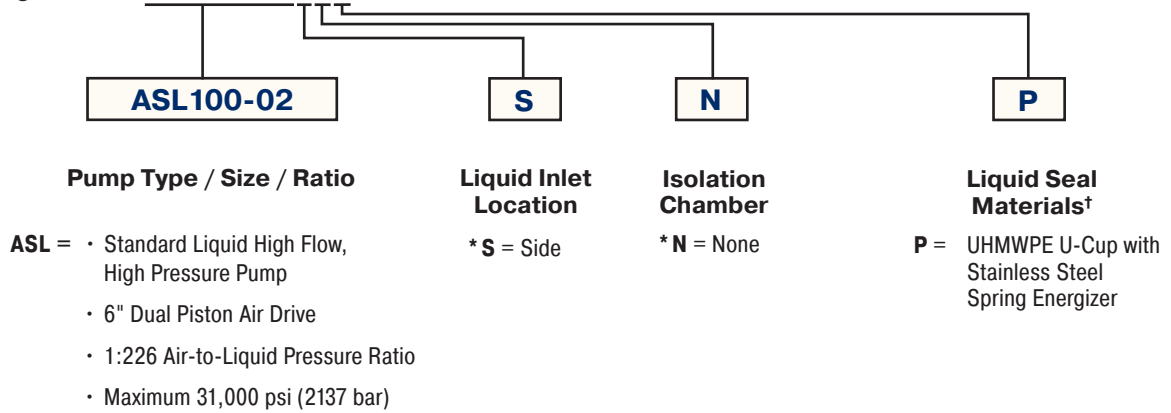 ASL100-02 S N P
Pump Type / Size / Ratio
ASL = · Standard Liquid High Flow,
High Pressure Pump
· 6" Dual Piston Air Drive
· 1:226 Air-to-Liquid Pressure Ratio
· Maximum 31,000 psi (2137 bar)
Liquid Inlet
Location
* S = Side
Isolation
Chamber
* N = None
Liquid Seal
Materials†
P = UHMWPE U-Cup with
Stainless Steel
Spring Energizer